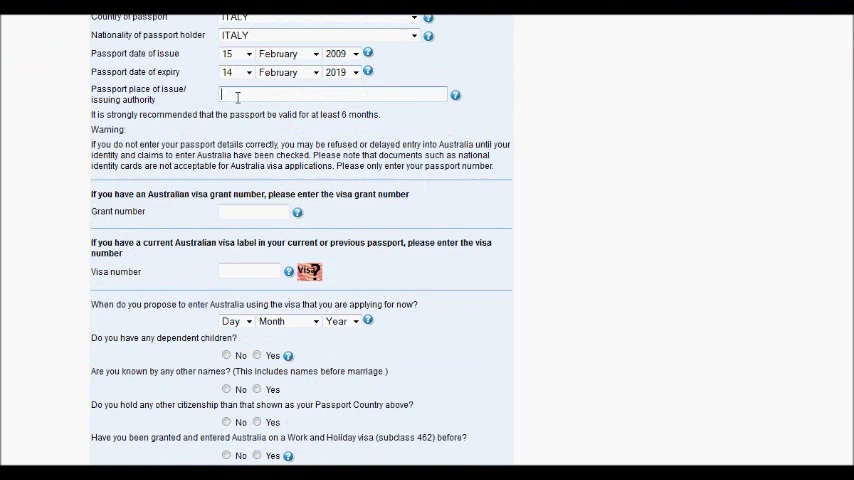 Country of passport ITALY
Nationality of passport holder ITALY
Passport date of issue 15 February 2009
Passport date of expiry 14 February 2019
Passport place of issue/
issuing authority
It is strongly recommended that the passport be valid for at least 6 months.
Warning:
If you do not enter your passport details correctly, you may be refused or delayed entry into Australia until your
identity and claims to enter Australia have been checked. Please note that documents such as national
identity cards are not acceptable for Australia visa applications. Please only enter your passport number.
If you have an Australian visa grant number, please enter the visa grant number
Grant number
If you have a current Australian visa label in your current or previous passport, please enter the visa
number
Visa number Visa?
When do you propose to enter Australia using the visa that you are applying for now?
Day Month Year
Do you have any dependent children?
No Yes
Are you known by any other names? (This includes names before marriage.)
No Yes
Do you hold any other citizenship than that shown as your Passport Country above?
No Yes
Have you been granted and entered Australia on a Work and Holiday visa (subclass 462) before?
No Yes